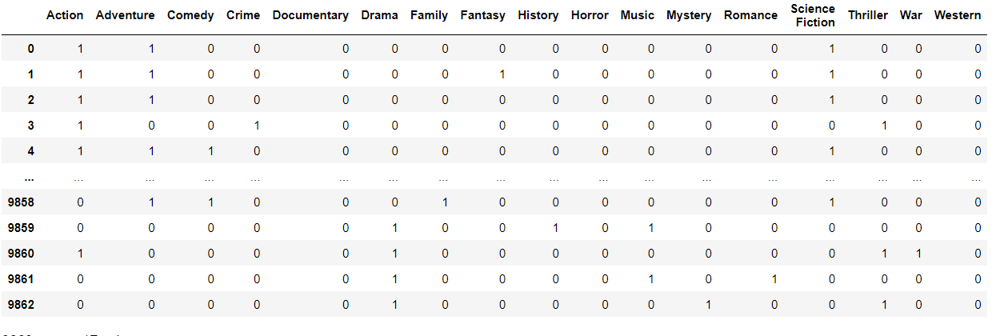 Action Adventure Comedy Crime Documentary Drama Family Fantasy History Horror Music Mystery Romance Science Fiction Thriller War Western
0 1 1 0 0 0 0 0 0 0 0 0 0 0 1 0 0 0
1 1 1 0 0 0 0 0 1 0 0 0 0 0 1 0 0 0
2 1 1 0 0 0 0 0 0 0 0 0 0 0 1 0 0 0
3 1 0 0 1 0 0 0 0 0 0 0 0 0 0 1 0 0
4 1 1 1 0 0 0 0 0 0 0 0 0 0 1 0 0 0
... ... ... ... ... ... ... ... ... ... ... ... ... ... ... ... ... ...
9858 0 1 1 0 0 0 1 0 0 0 0 0 0 1 0 0 0
9859 0 0 0 0 0 1 0 0 1 0 1 0 0 0 0 0 0
9860 1 0 0 0 0 1 0 0 0 0 0 0 0 0 1 1 0
9861 0 0 0 0 0 1 0 0 0 0 1 0 1 0 0 0 0
9862 0 0 0 0 0 1 0 0 0 0 0 1 0 0 1 0 0